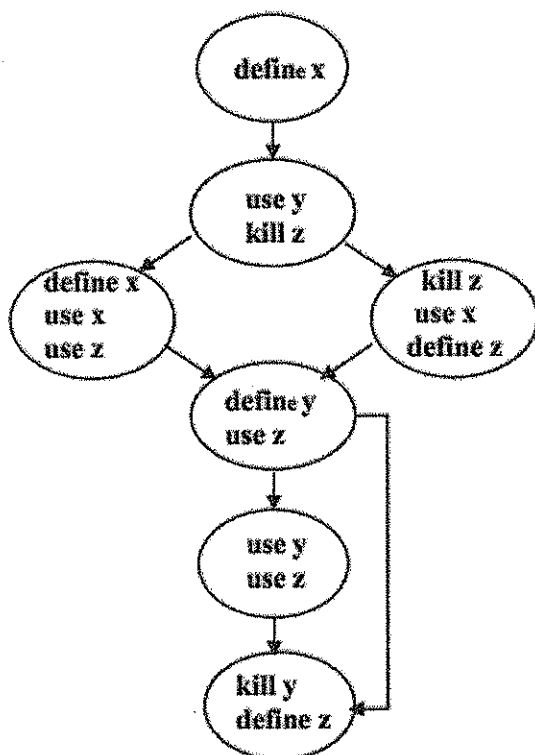 define x
use y
kill z
define x
use x
use z
kill z
use x
define z
define y
use z
use y
use z
kill y
define z